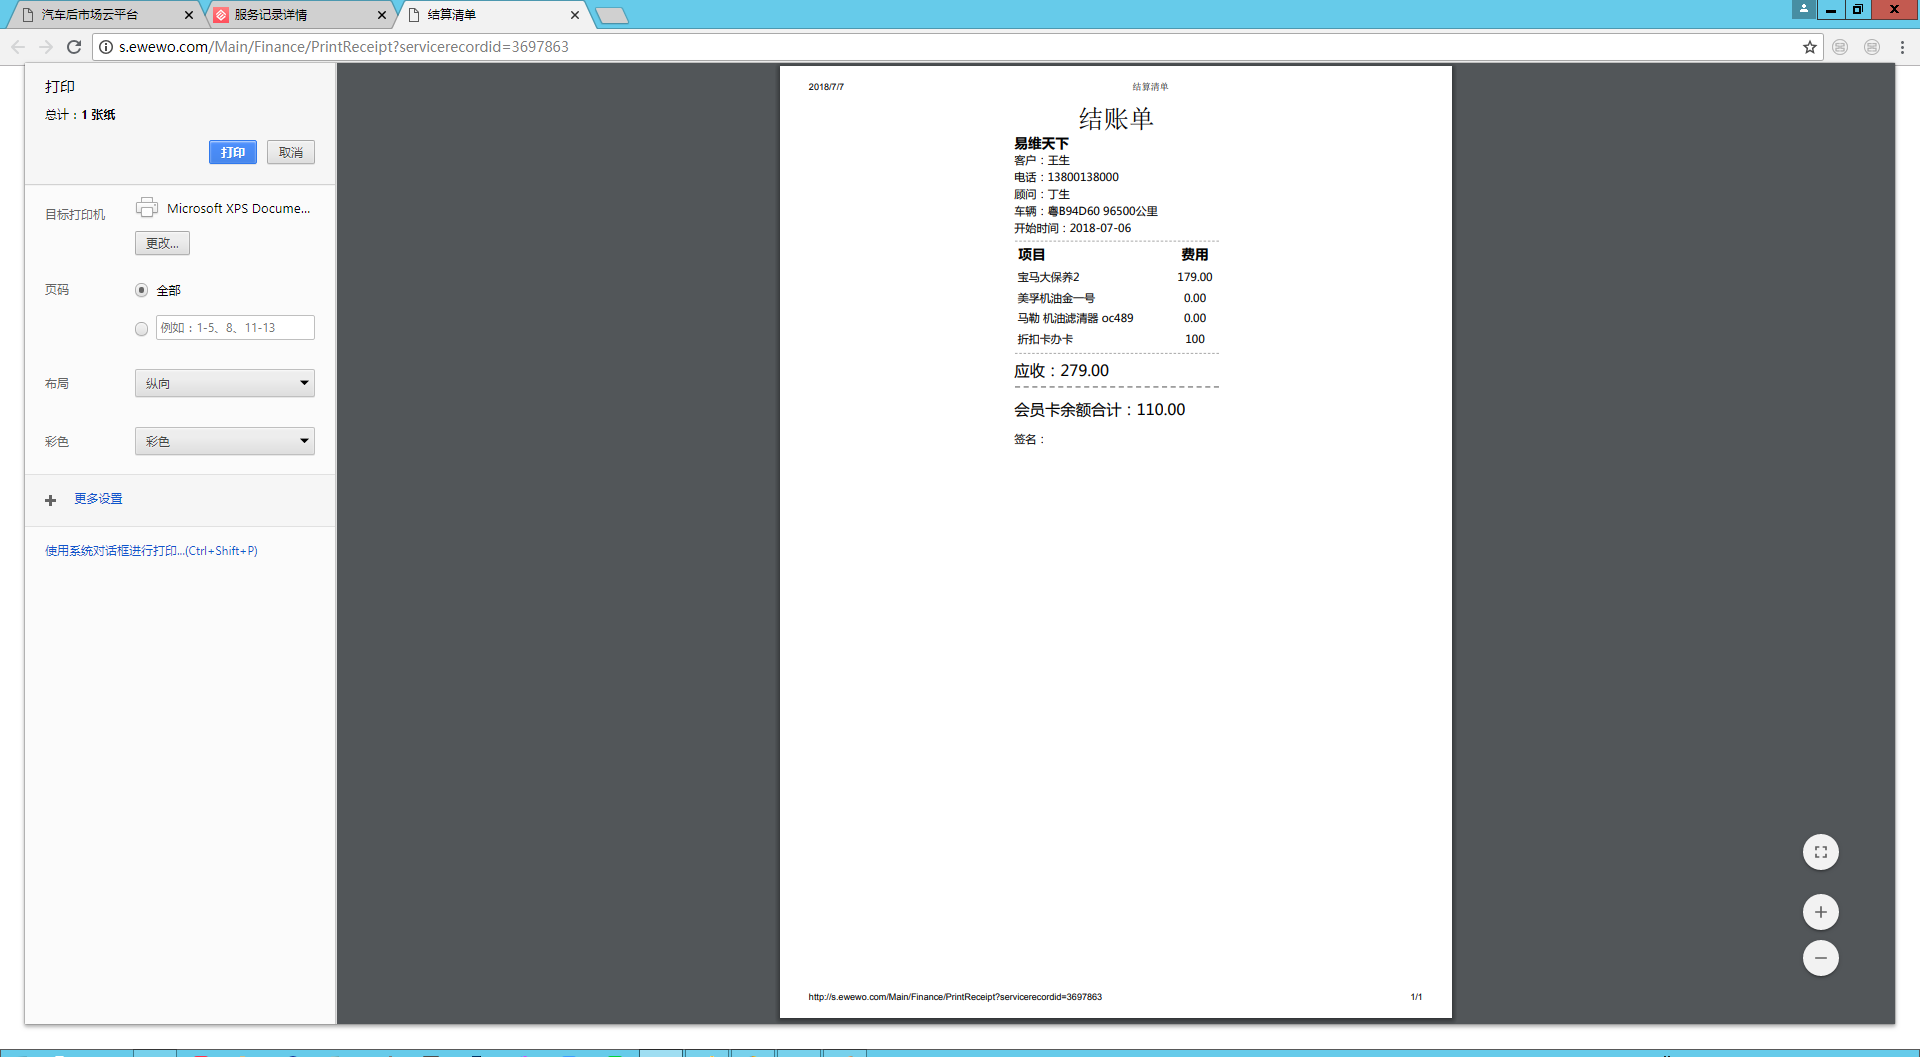 汽车后市场云平台
服务记录详情
结算清单
s.ewewo.com/Main/Finance/PrintReceipt?servicerecordid=3697863
打印
总计：1 张纸
打印
取消
目标打印机
Microsoft XPS Docume...
更改...
页码
全部
例如：1-5、8、11-13
布局
纵向
彩色
彩色
更多设置
使用系统对话框进行打印...(Ctrl+Shift+P)
2018/7/7
结算清单
结账单
易维天下
客户：王生
电话：13800138000
顾问：丁生
车辆：粤B94D60 96500公里
开始时间：2018-07-06
项目 费用
宝马大保养2 179.00
美孚机油金一号 0.00
马勒 机油滤清器 oc489 0.00
折扣卡办卡 100
应收：279.00
会员卡余额合计：110.00
签名：
http://s.ewewo.com/Main/Finance/PrintReceipt?servicerecordid=3697863
1/1